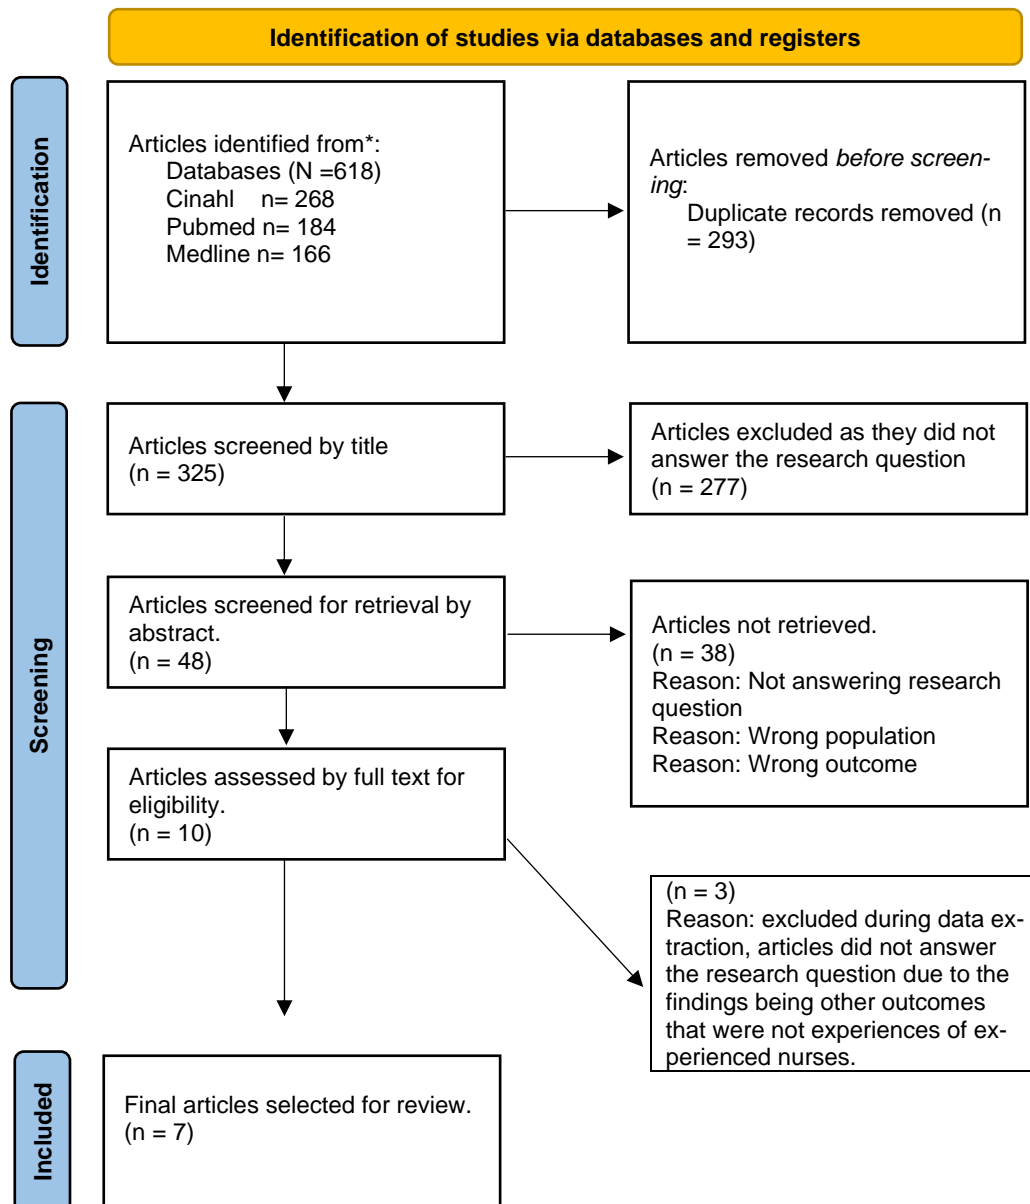 Identification of studies via databases and registers
Identification
Articles identified from*:
Databases (N =618)
Cinahl n= 268
Pubmed n= 184
Medline n= 166
Articles removed before screen-
ing:
Duplicate records removed (n
= 293)
Screening
Articles screened by title
(n = 325)
Articles excluded as they did not
answer the research question
(n = 277)
Articles screened for retrieval by
abstract.
(n = 48)
Articles not retrieved.
(n = 38)
Reason: Not answering research
question
Reason: Wrong population
Reason: Wrong outcome
Articles assessed by full text for
eligibility.
(n = 10)
(n = 3)
Reason: excluded during data ex-
traction, articles did not answer
the research question due to the
findings being other outcomes
that were not experiences of ex-
perienced nurses.
Included
Final articles selected for review.
(n = 7)